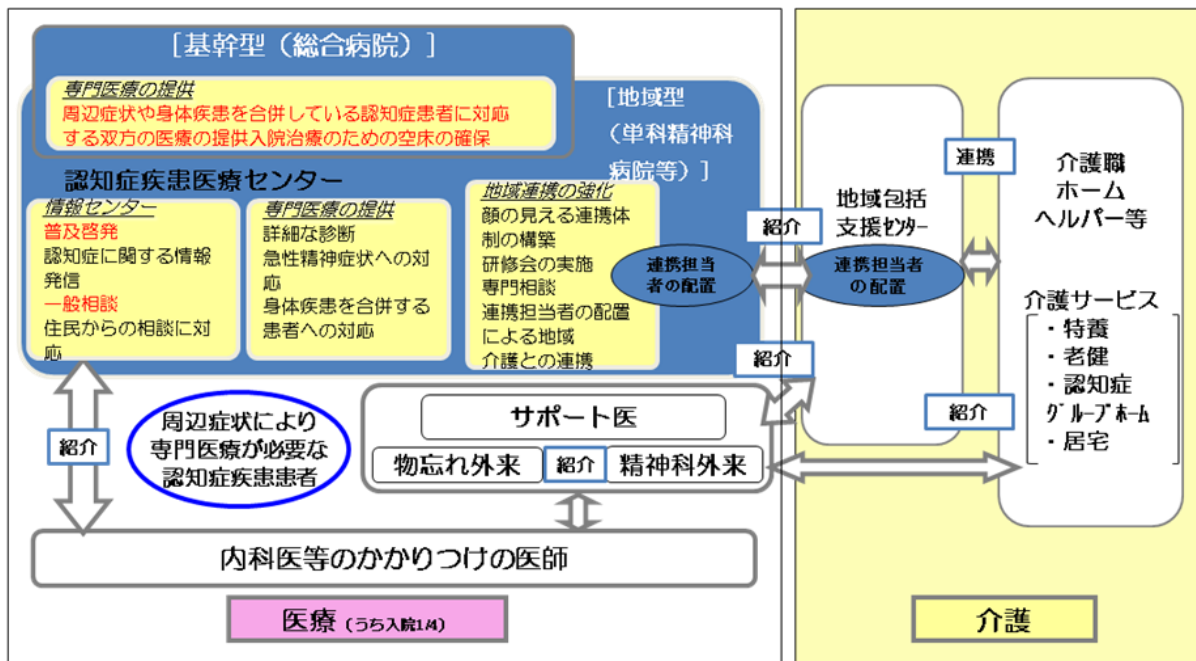 [基幹型(総合病院)]
専門医療の提供
周辺症状や身体疾患を合併している認知症患者に対応
する双方の医療の提供入院治療のための空床の確保
[地域型
(単科精神科
病院等)]
認知症疾患医療センター
情報センター
普及啓発
認知症に関する情報
発信
一般相談
住民からの相談に対
応
専門医療の提供
詳細な診断
急性精神症状への対
応
身体疾患を合併する
患者への対応
地域連携の強化
顔の見える連携体
制の構築
研修会の実施
専門相談
連携担当者の配置
による地域
介護との連携
連携担当
者の配置
紹介
地域包括
支援センター
連携担当者
の配置
連携
介護職
ホーム
ヘルパー等
介護サービス
・特養
・老健
・認知症
グループホーム
・居宅
紹介
紹介
紹介
周辺症状により
専門医療が必要な
認知症疾患患者
サポート医
物忘れ外来
紹介
精神科外来
内科医等のかかりつけの医師
医療(うち入院1/4)
介護